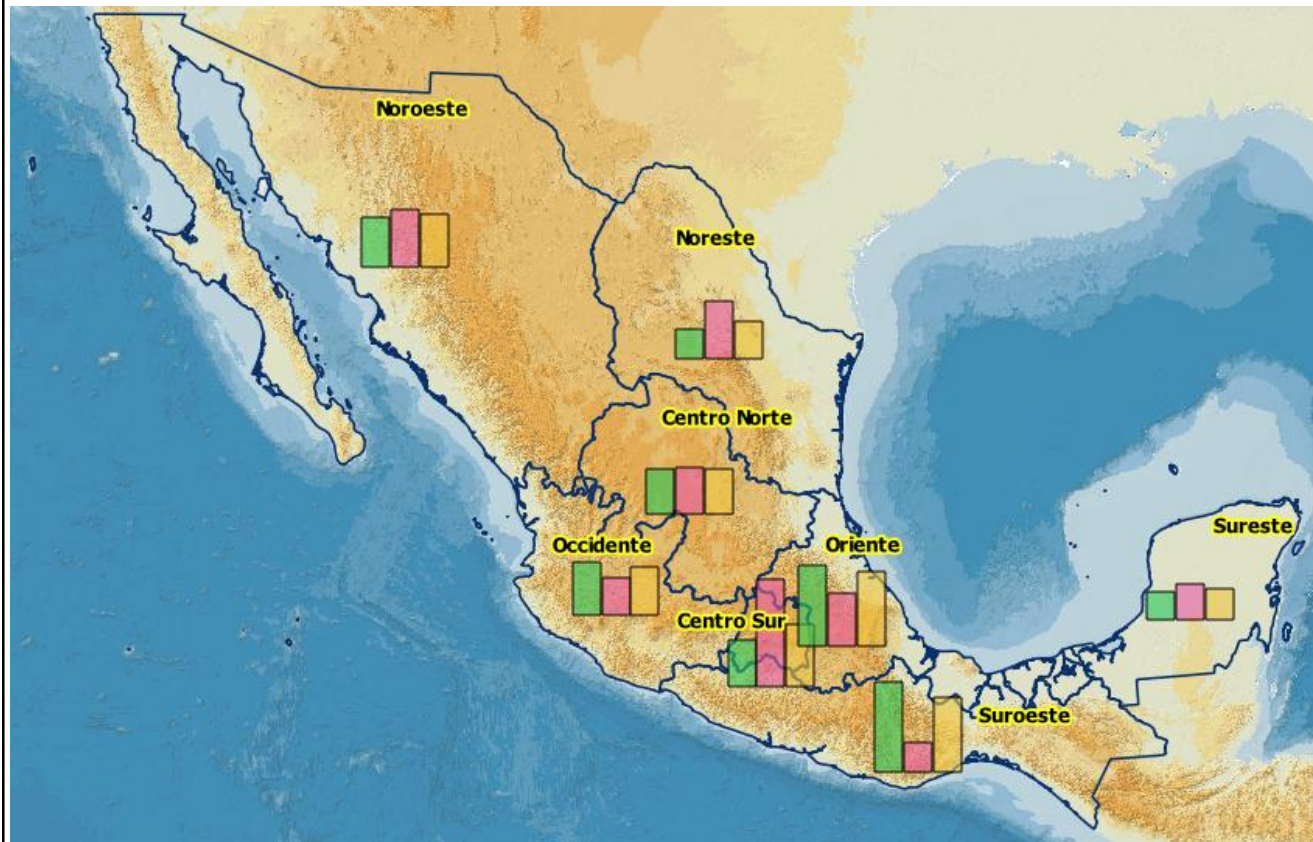 Noroeste
Noreste
Centro Norte
Sureste
Occidente
Oriente
Centro Sur
Suroeste